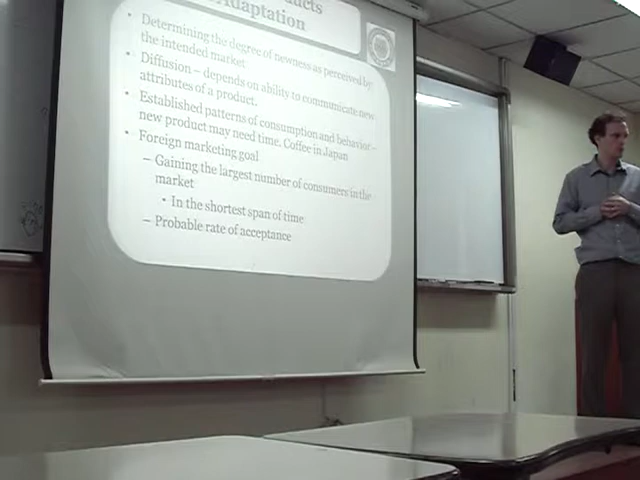 Adaptation
• Determining the degree of newness as perceived by
the intended market
• Diffusion – depends on ability to communicate new
attributes of a product.
• Established patterns of consumption and behavior –
new product may need time. Coffee in Japan
• Foreign marketing goal
– Gaining the largest number of consumers in the
market
• In the shortest span of time
– Probable rate of acceptance